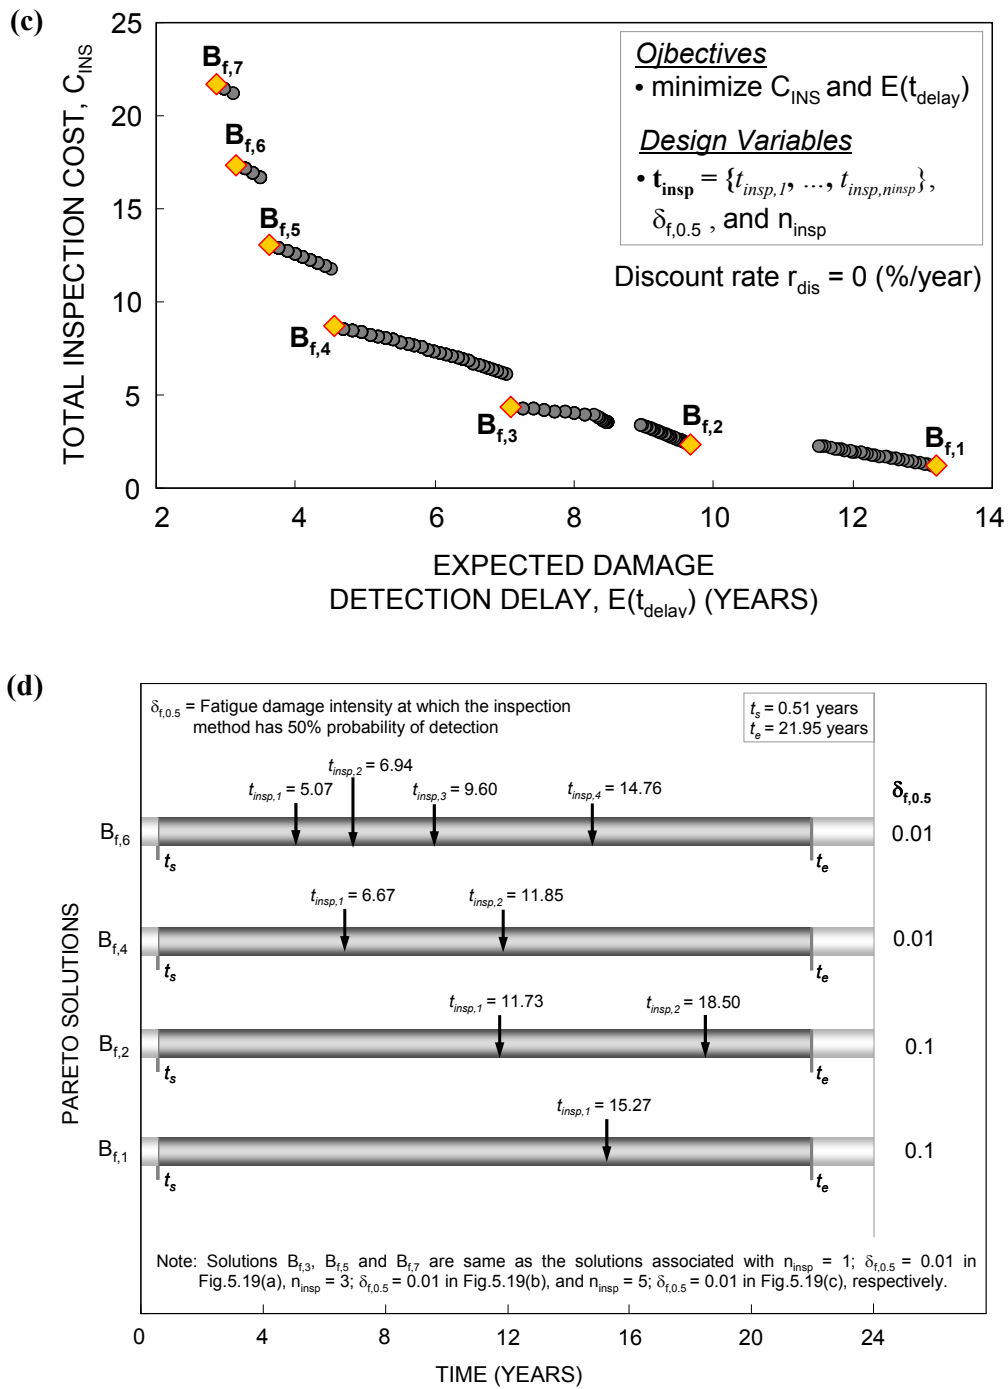 (c)
25
20
15
10
5
0
TOTAL INSPECTION COST, C_INS
B_f,7
B_f,6
B_f,5
B_f,4
B_f,3
B_f,2
B_f,1
Ojbectives
• minimize C_INS and E(t_delay)
Design Variables
• t_insp = {t_insp,1, ..., t_insp,n_insp},
δ_f,0.5 , and n_insp
Discount rate r_dis = 0 (%/year)
2 4 6 8 10 12 14
EXPECTED DAMAGE
DETECTION DELAY, E(t_delay) (YEARS)
(d)
δ_f,0.5 = Fatigue damage intensity at which the inspection
method has 50% probability of detection
t_s = 0.51 years
t_e = 21.95 years
δ_f,0.5
PARETO SOLUTIONS
t_insp,1 = 5.07
t_insp,2 = 6.94
t_insp,3 = 9.60
t_insp,4 = 14.76
B_f,6
0.01
t_s
t_e
t_insp,1 = 6.67
t_insp,2 = 11.85
B_f,4
0.01
t_s
t_e
t_insp,1 = 11.73
t_insp,2 = 18.50
B_f,2
0.1
t_s
t_e
t_insp,1 = 15.27
B_f,1
0.1
t_s
t_e
Note: Solutions B_f,3, B_f,5 and B_f,7 are same as the solutions associated with n_insp = 1; δ_f,0.5 = 0.01 in
Fig.5.19(a), n_insp = 3; δ_f,0.5 = 0.01 in Fig.5.19(b), and n_insp = 5; δ_f,0.5 = 0.01 in Fig.5.19(c), respectively.
0 4 8 12 16 20 24
TIME (YEARS)